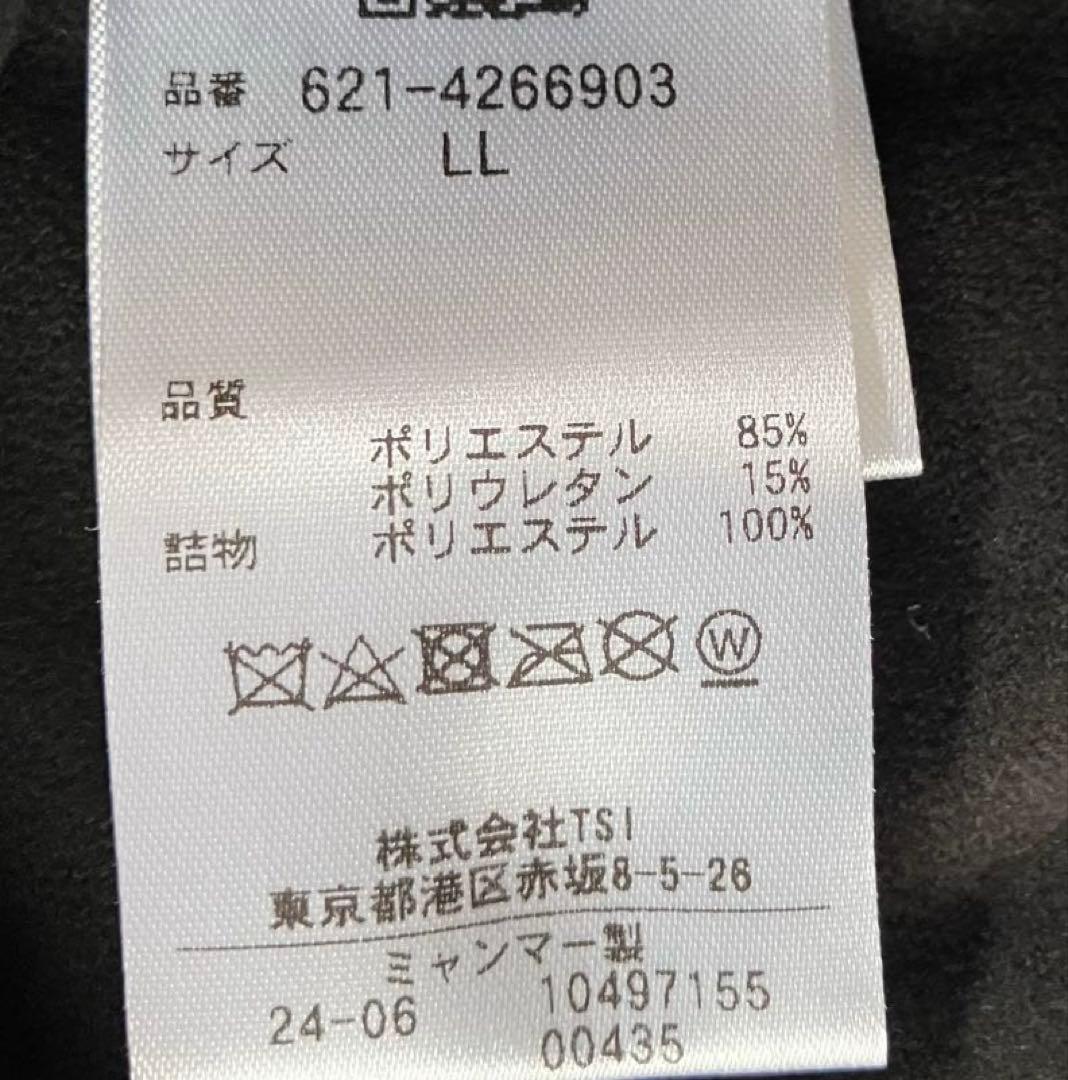 品番 621-4266903
サイズ LL
品質
ポリエステル 85%
ポリウレタン 15%
詰物 ポリエステル 100%
W
株式会社TSI
東京都港区赤坂8-5-26
ミャンマー製
24-06 10497155
00435